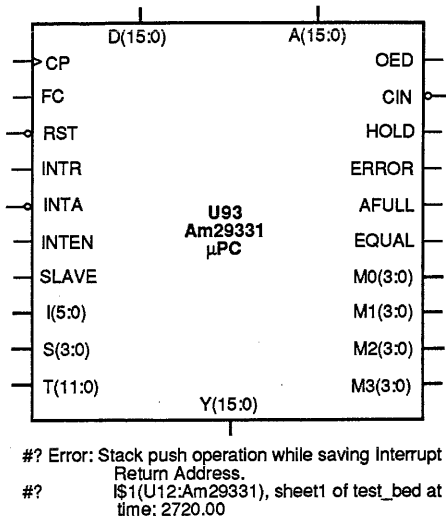 D(15:0) A(15:0)
CP OED
FC CIN
RST HOLD
INTR ERROR
INTA AFULL
INTEN EQUAL
U93
Am29331
µPC
SLAVE M0(3:0)
I(5:0) M1(3:0)
S(3:0) M2(3:0)
T(11:0) M3(3:0)
Y(15:0)
#? Error: Stack push operation while saving Interrupt
Return Address.
#? I$1(U12:Am29331), sheet1 of test_bed at
time: 2720.00